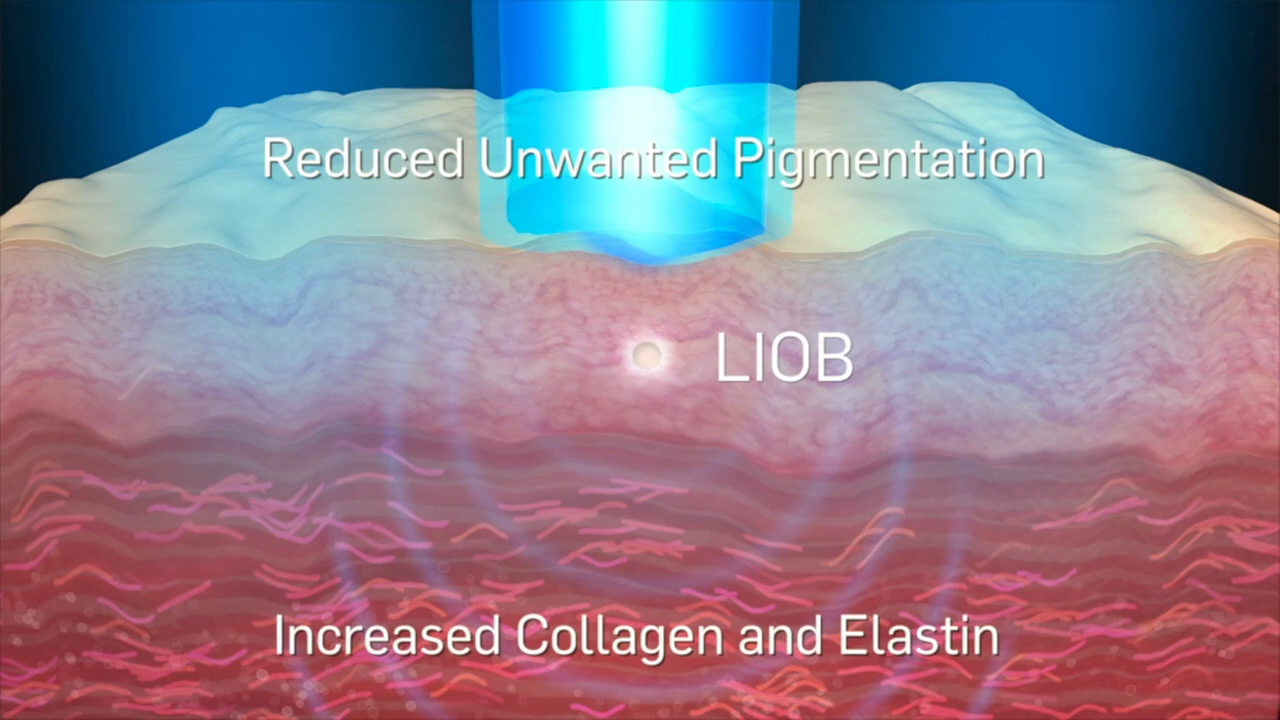 Reduced Unwanted Pigmentation
LIOB
Increased Collagen and Elastin